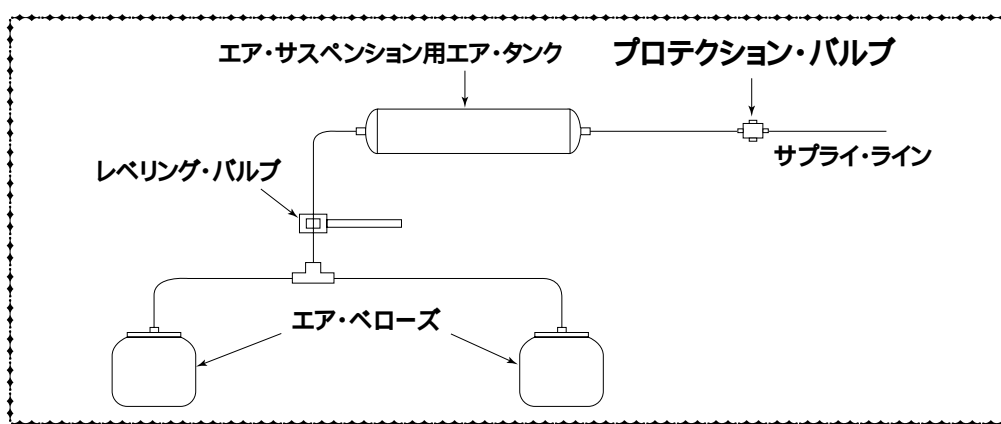 エア・サスペンション用エア・タンク
プロテクション・バルブ
サプライ・ライン
レベリング・バルブ
エア・ベローズ